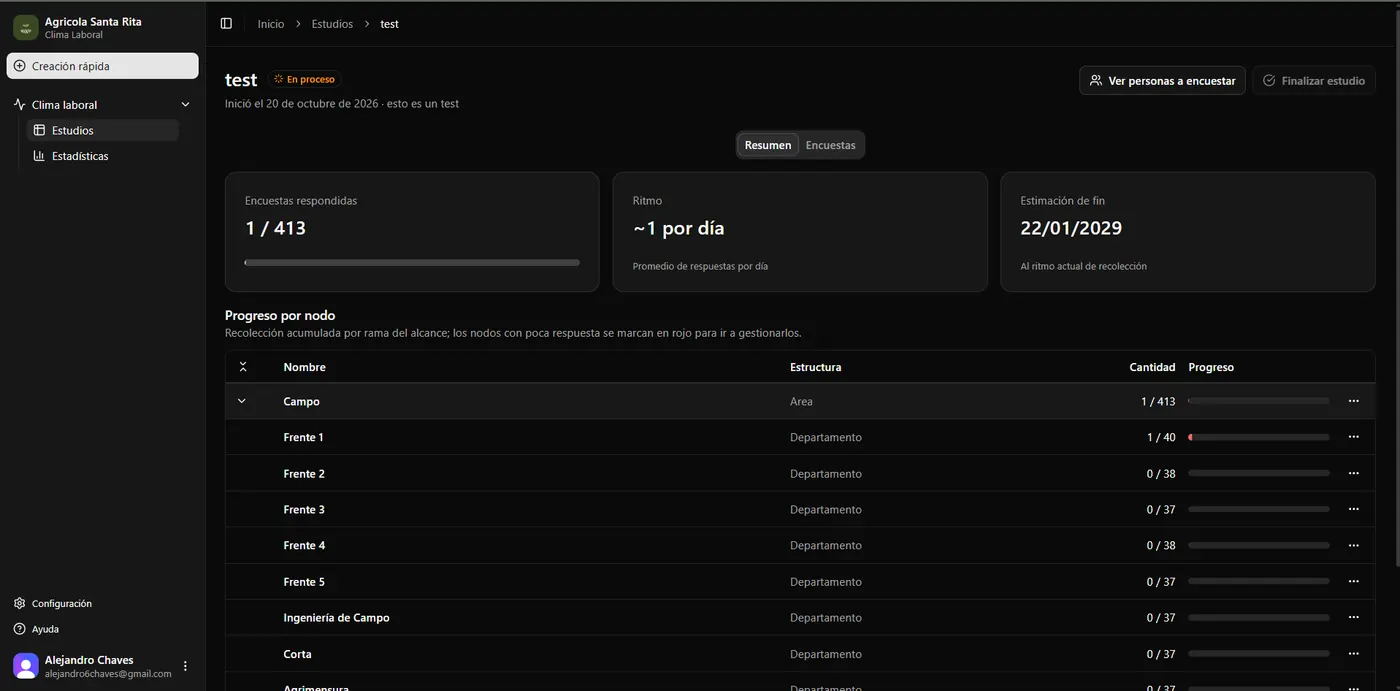 Agricola Santa Rita
Clima Laboral
Creación rápida
Clima laboral
Estudios
Estadísticas
Configuración
Ayuda
Alejandro Chaves
alejandro6chaves@gmail.com
Inicio > Estudios > test
test En proceso
Inició el 20 de octubre de 2026 · esto es un test
Ver personas a encuestar
Finalizar estudio
Resumen Encuestas
Encuestas respondidas
1 / 413
Ritmo
~1 por día
Promedio de respuestas por día
Estimación de fin
22/01/2029
Al ritmo actual de recolección
Progreso por nodo
Recolección acumulada por rama del alcance; los nodos con poca respuesta se marcan en rojo para ir a gestionarlos.
Nombre Estructura Cantidad Progreso
Campo Area 1 / 413
Frente 1 Departamento 1 / 40
Frente 2 Departamento 0 / 38
Frente 3 Departamento 0 / 37
Frente 4 Departamento 0 / 38
Frente 5 Departamento 0 / 37
Ingeniería de Campo Departamento 0 / 37
Corta Departamento 0 / 37
Agrimensura Departamento 0 / 37